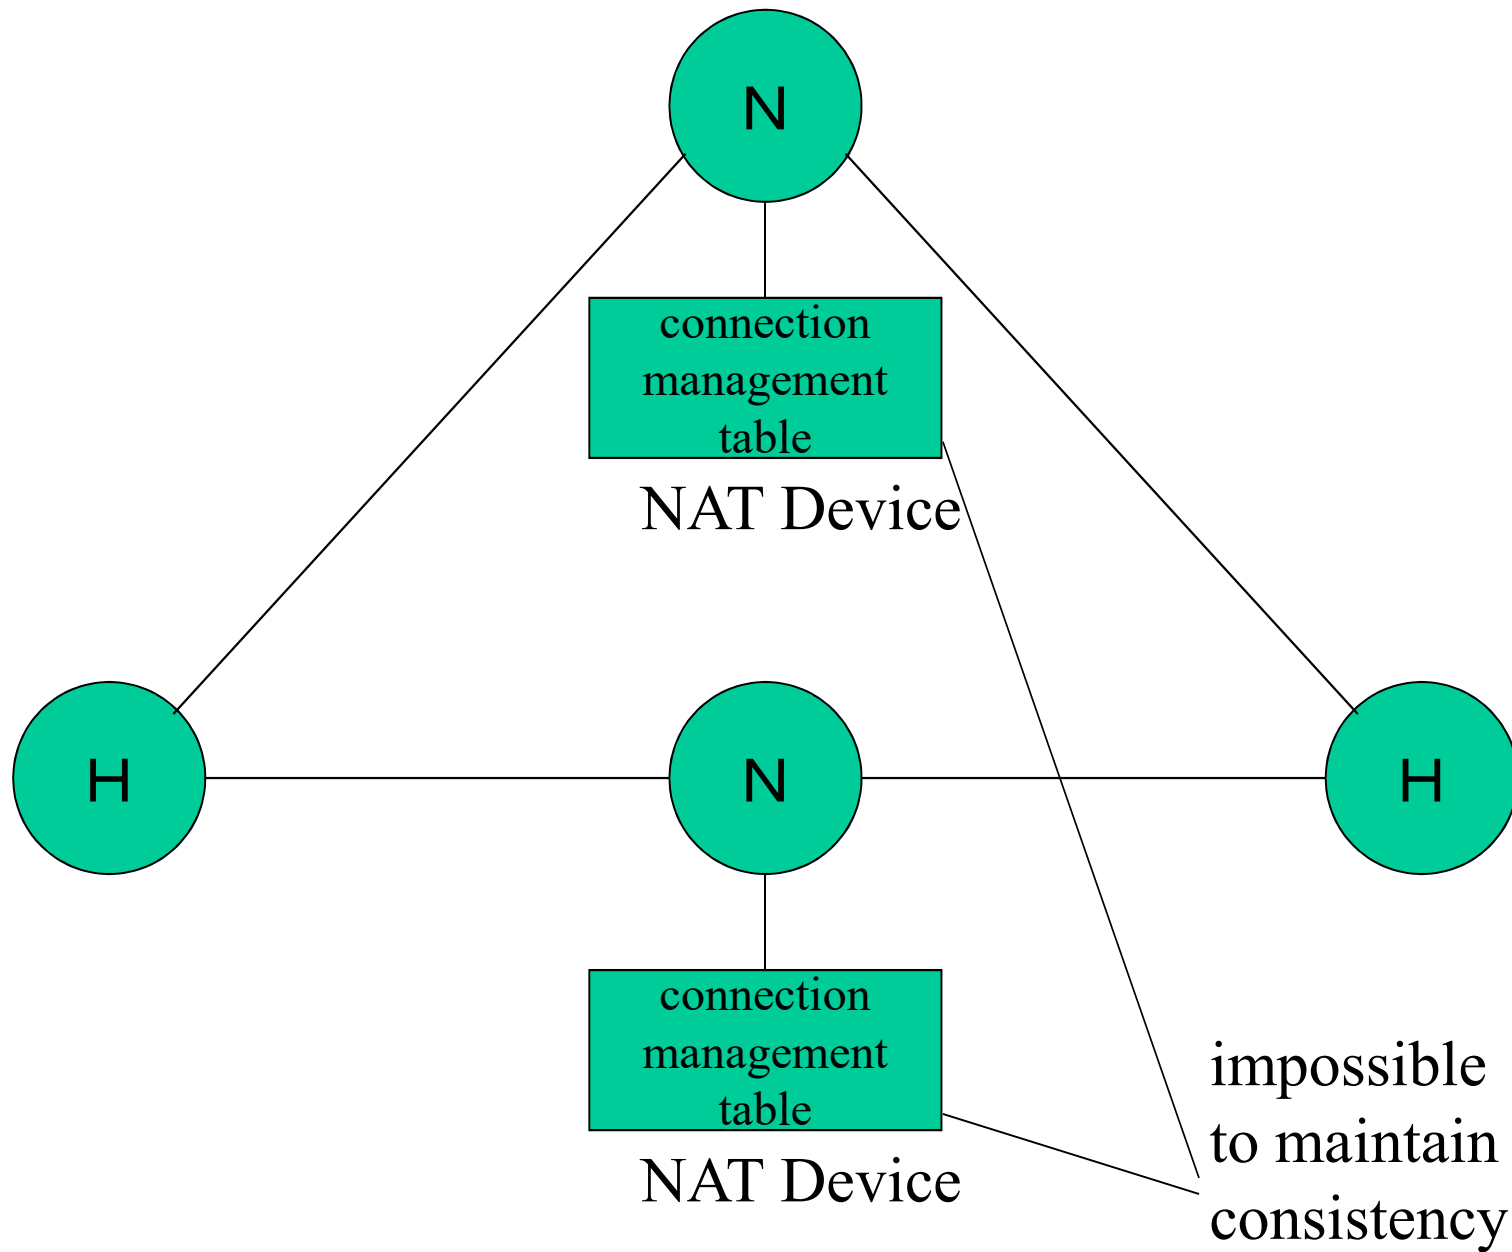 N
connection
management
table
NAT Device
H
N
H
connection
management
table
NAT Device
impossible
to maintain
consistency